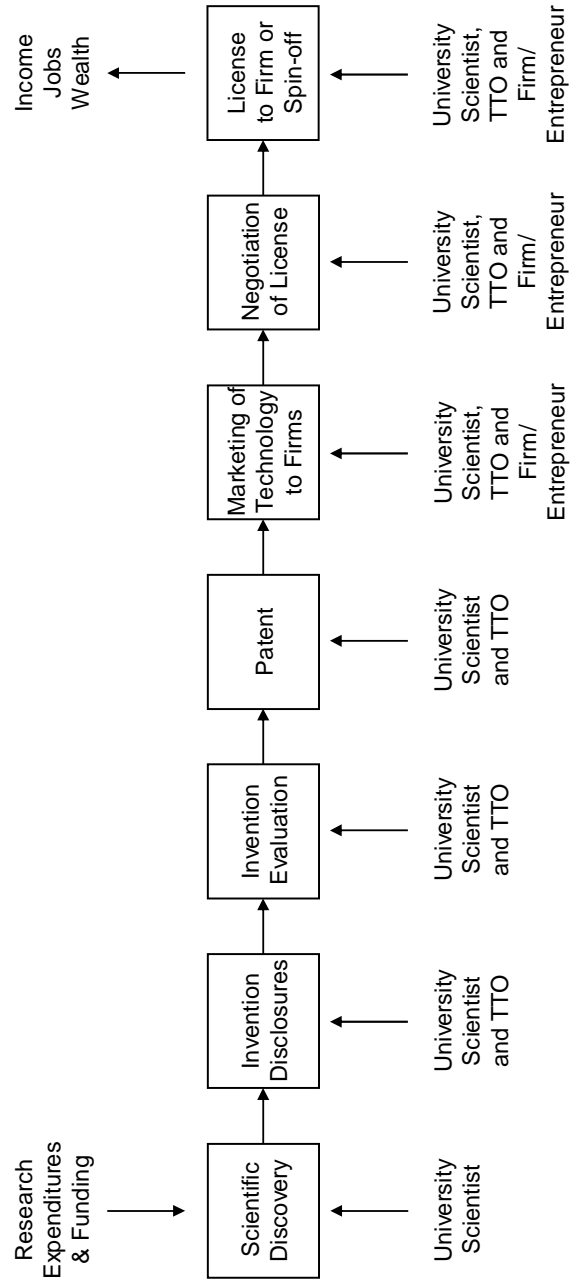 Research
Expenditures
& Funding
Income
Jobs
Wealth
Scientific
Discovery
Invention
Disclosures
Invention
Evaluation
Patent
Marketing of
Technology
to Firms
Negotiation
of License
License
to Firm or
Spin-off
University
Scientist
University
Scientist
and TTO
University
Scientist
and TTO
University
Scientist
and TTO
University
Scientist,
TTO and
Firm/
Entrepreneur
University
Scientist,
TTO and
Firm/
Entrepreneur
University
Scientist,
TTO and
Firm/
Entrepreneur